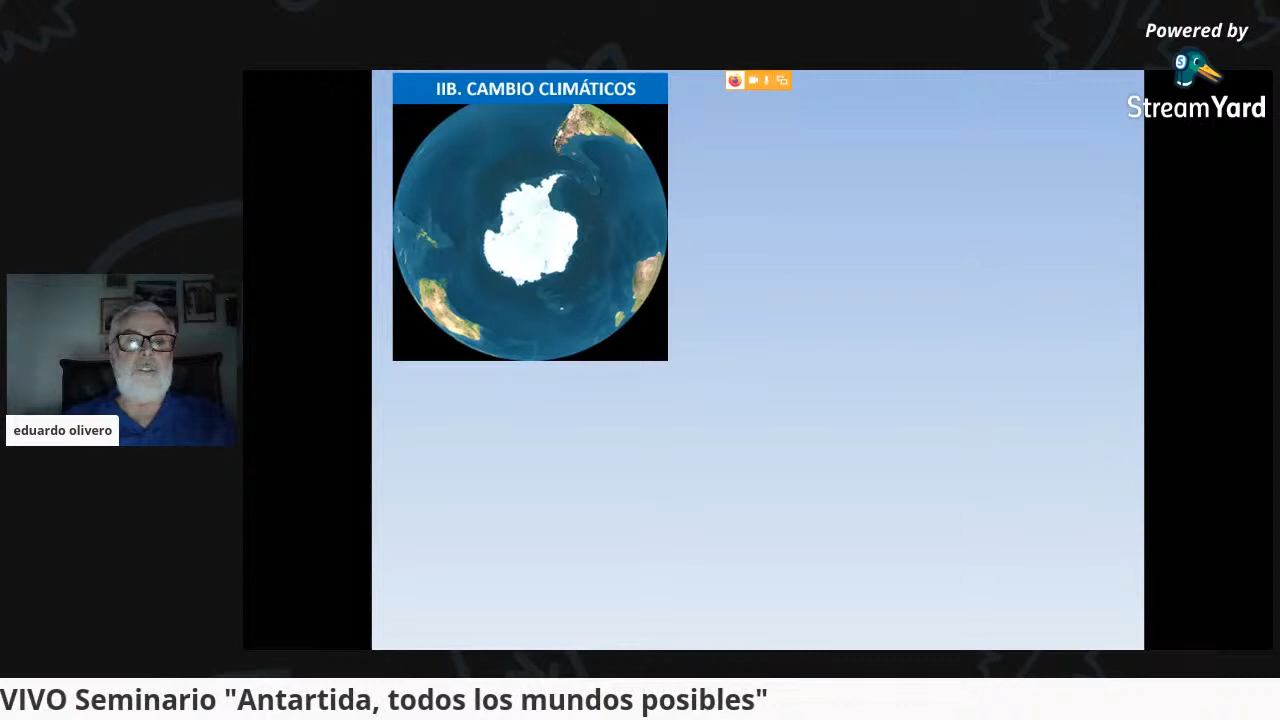 Powered by
StreamYard
IIB. CAMBIO CLIMÁTICOS
eduardo olivero
VIVO Seminario "Antartida, todos los mundos posibles"